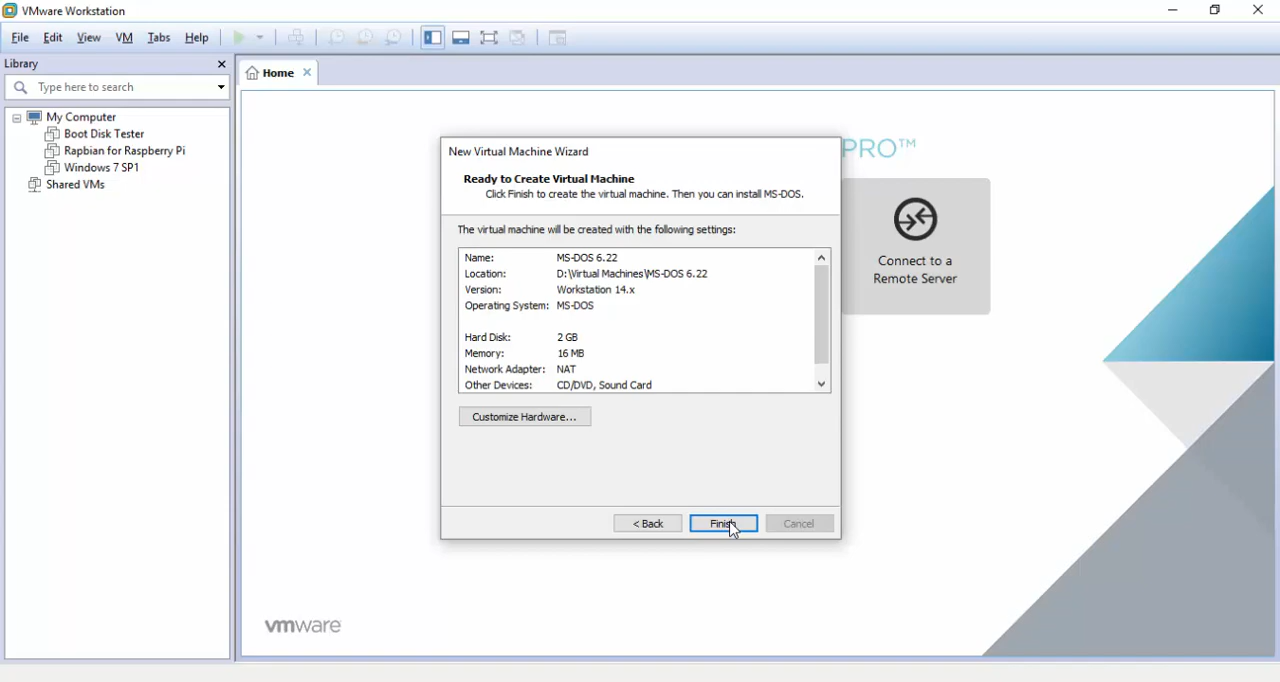 VMware Workstation
File Edit View VM Tabs Help
Library
Type here to search
My Computer
Boot Disk Tester
Rapbian for Raspberry Pi
Windows 7 SP1
Shared VMs
Home
PRO™
Connect to a
Remote Server
New Virtual Machine Wizard
Ready to Create Virtual Machine
Click Finish to create the virtual machine. Then you can install MS-DOS.
The virtual machine will be created with the following settings:
Name: MS-DOS 6.22
Location: D:\Virtual Machines\MS-DOS 6.22
Version: Workstation 14.x
Operating System: MS-DOS
Hard Disk: 2 GB
Memory: 16 MB
Network Adapter: NAT
Other Devices: CD/DVD, Sound Card
Customize Hardware...
< Back Finish Cancel
vmware